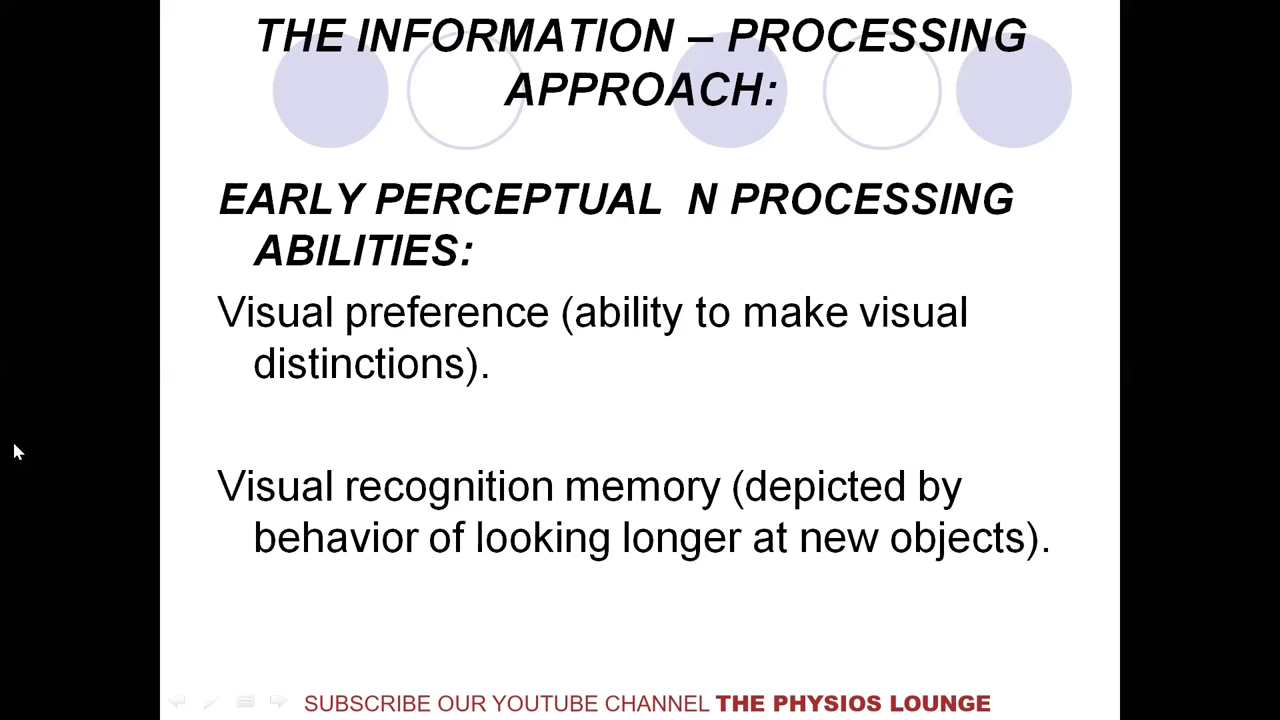 THE INFORMATION – PROCESSING
APPROACH:
EARLY PERCEPTUAL N PROCESSING
ABILITIES:
Visual preference (ability to make visual
distinctions).
Visual recognition memory (depicted by
behavior of looking longer at new objects).
SUBSCRIBE OUR YOUTUBE CHANNEL THE PHYSIOS LOUNGE